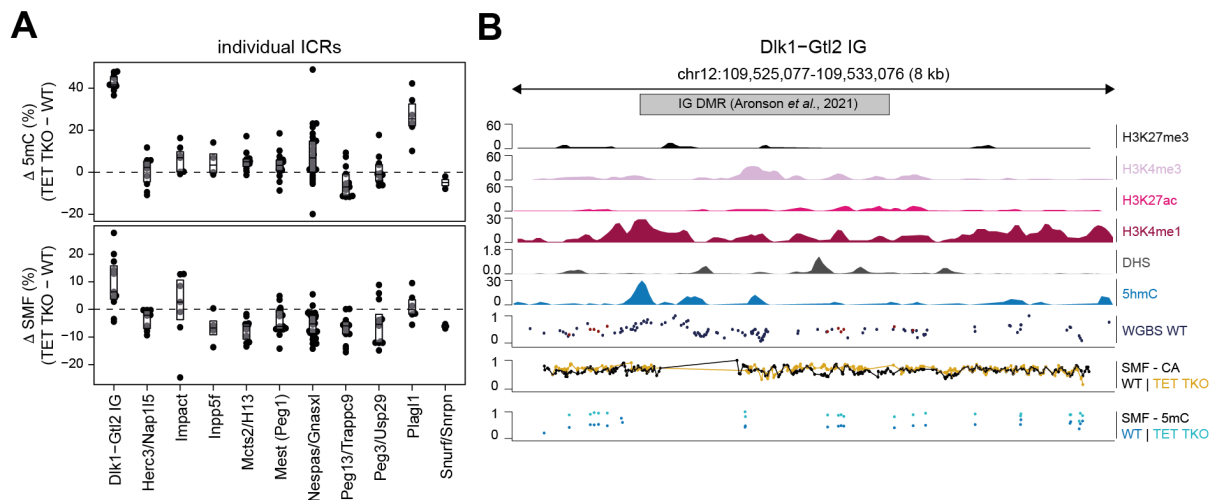 A
individual ICRs
Δ 5mC (%)
(TET TKO − WT)
40
20
0
−20
Δ SMF (%)
(TET TKO − WT)
20
10
0
−10
−20
Dlk1−Gtl2 IG
Herc3/Nap1l5
Impact
Inpp5f
Mcts2/H13
Mest (Peg1)
Nespas/Gnasxl
Peg13/Trappc9
Peg3/Usp29
Plagl1
Snurf/Snrpn
B
Dlk1−Gtl2 IG
chr12:109,525,077-109,533,076 (8 kb)
IG DMR (Aronson et al., 2021)
60
0
H3K27me3
60
0
H3K4me3
60
0
H3K27ac
30
0
H3K4me1
1.8
0.0
DHS
30
0
5hmC
1
0
WGBS WT
1
0
SMF - CA
WT | TET TKO
1
0
SMF - 5mC
WT | TET TKO